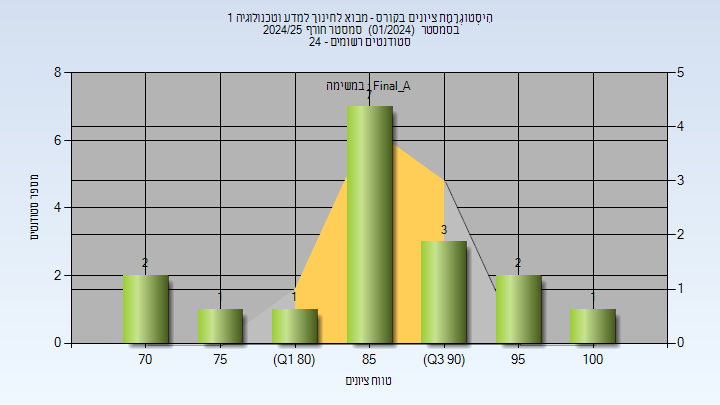 היסטוגרמת ציונים בקורס - מבוא לחינוך למדע וטכנולוגיה 1
בסמסטר (01/2024) סמסטר חורף 2024/25
סטודנטים רשומים - 24
במשימה : Final_A
8
6
4
2
0
5
4
3
2
1
0
2
1
1
7
3
2
1
מספר סטודנטים
70
75
(Q1 80)
85
(Q3 90)
95
100
טווח ציונים